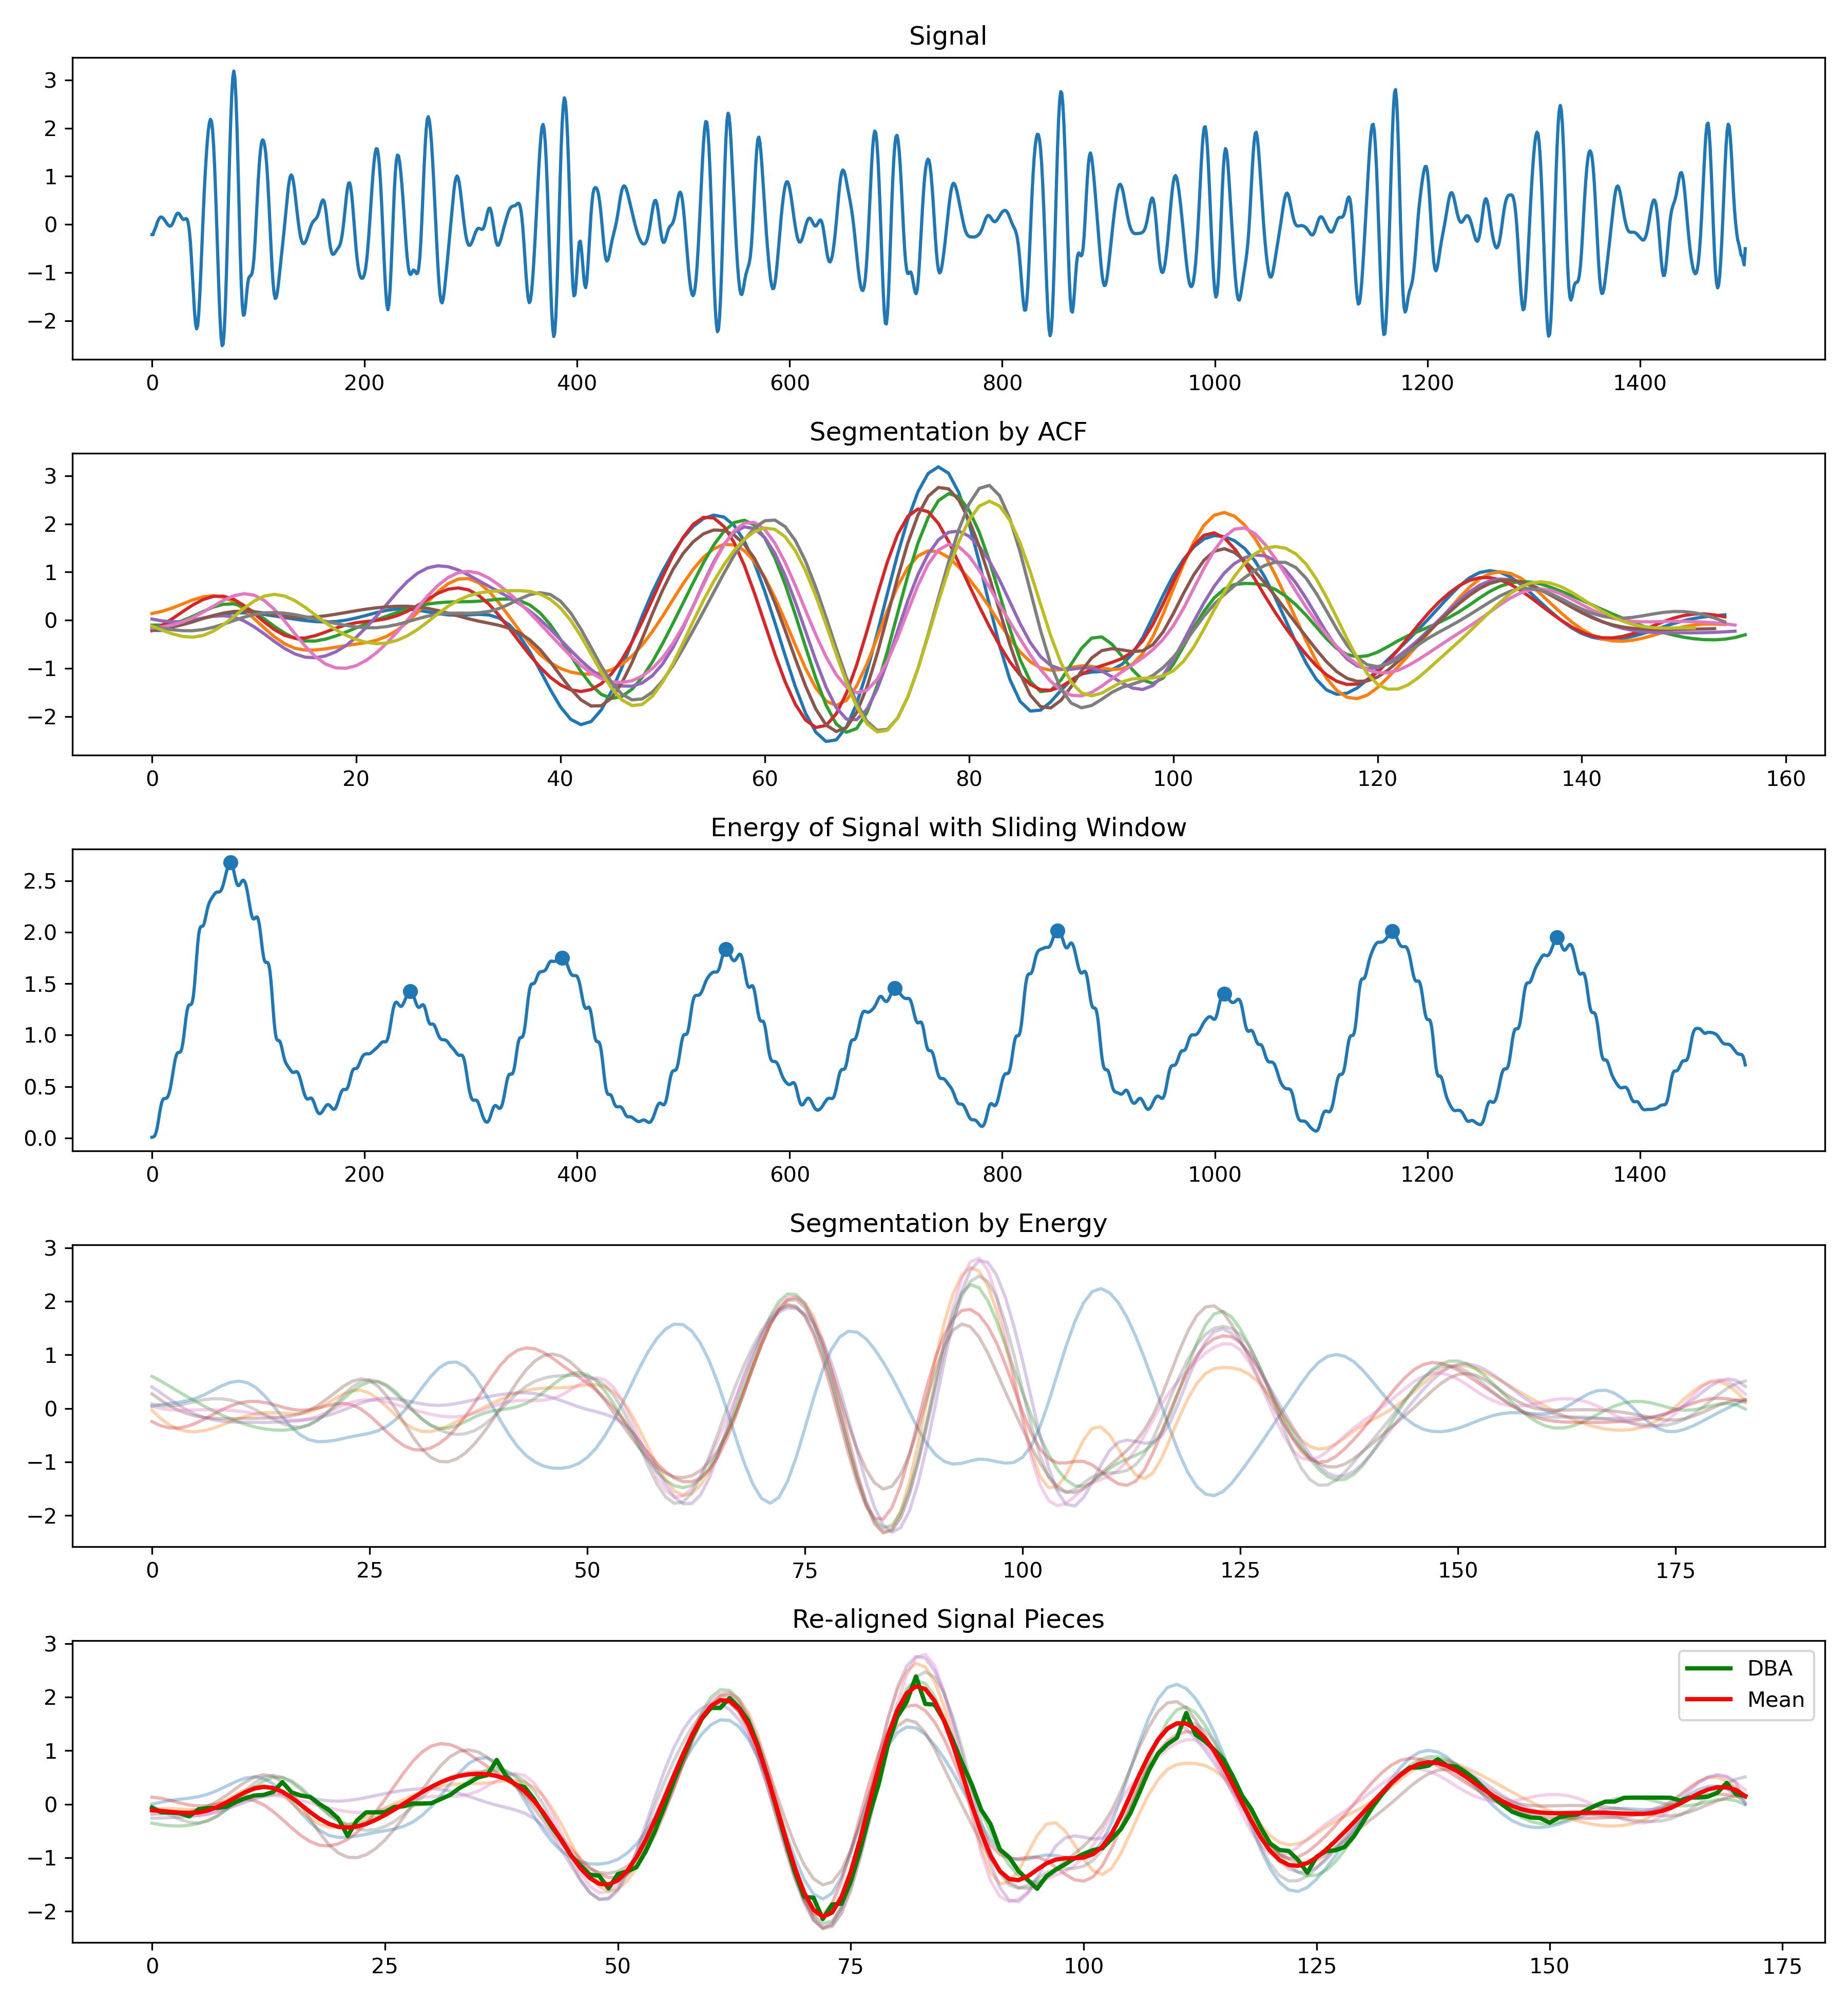 Signal
3
2
1
0
−1
−2
0 200 400 600 800 1000 1200 1400
Segmentation by ACF
3
2
1
0
−1
−2
0 20 40 60 80 100 120 140 160
Energy of Signal with Sliding Window
2.5
2.0
1.5
1.0
0.5
0.0
0 200 400 600 800 1000 1200 1400
Segmentation by Energy
3
2
1
0
−1
−2
0 25 50 75 100 125 150 175
Re-aligned Signal Pieces
3
2
1
0
−1
−2
DBA
Mean
0 25 50 75 100 125 150 175